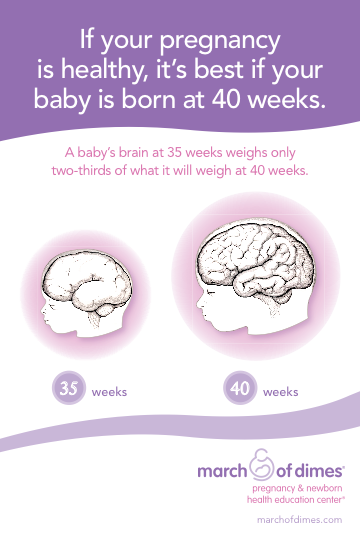 If your pregnancy
is healthy, it's best if your
baby is born at 40 weeks.
A baby's brain at 35 weeks weighs only
two-thirds of what it will weigh at 40 weeks.
35 weeks
40 weeks
march of dimes®
pregnancy & newborn
health education center®
marchofdimes.com